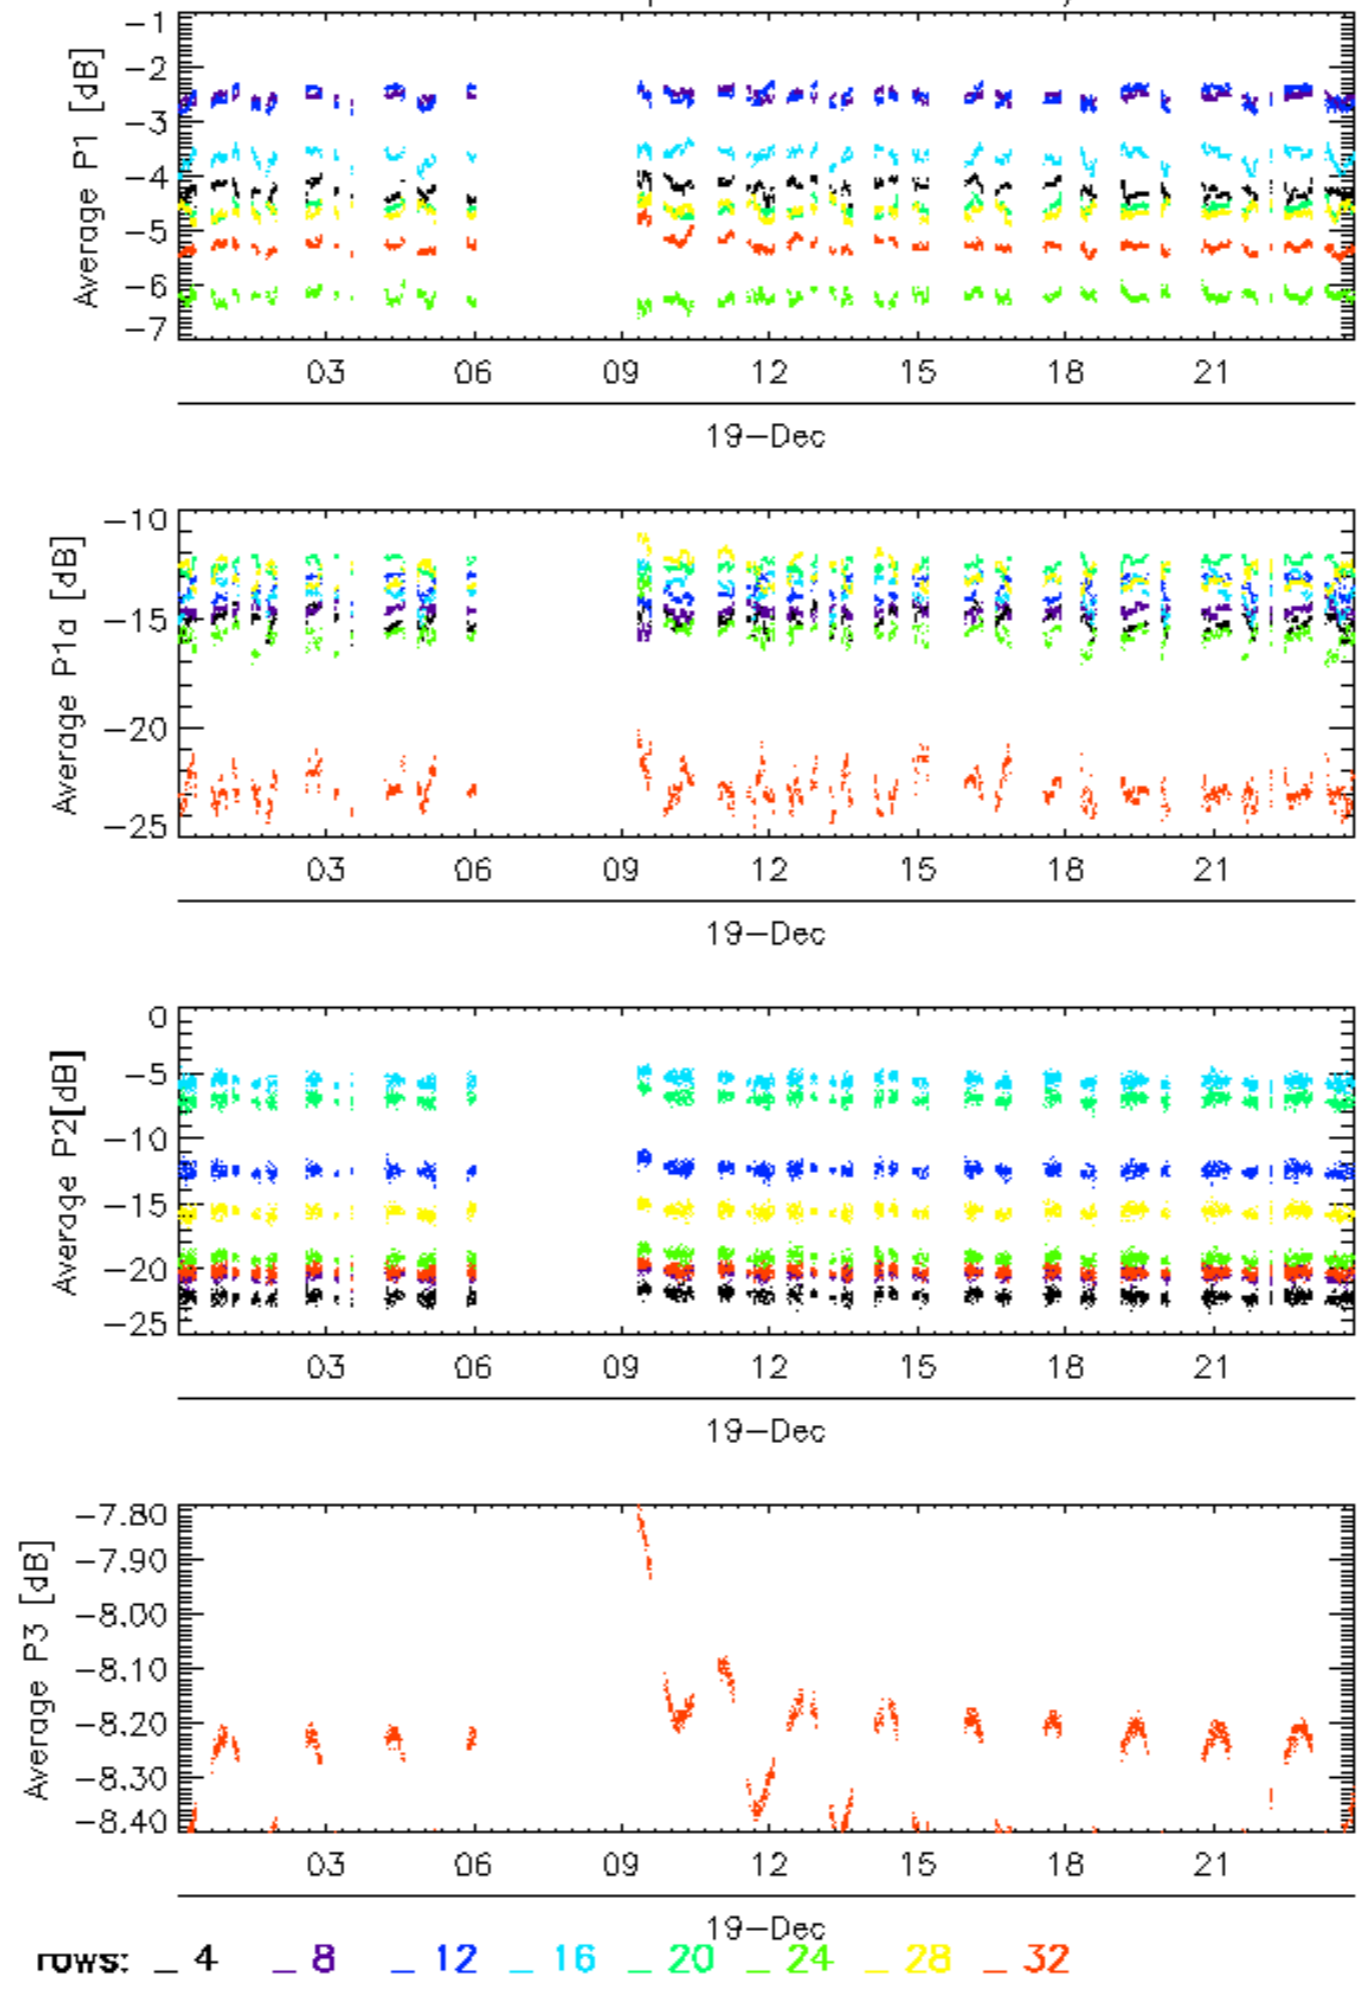 Average P1 [dB]
-1
-2
-3
-4
-5
-6
-7
03 06 09 12 15 18 21
19-Dec
Average P1a [dB]
-10
-15
-20
-25
03 06 09 12 15 18 21
19-Dec
Average P2[dB]
0
-5
-10
-15
-20
-25
03 06 09 12 15 18 21
19-Dec
Average P3 [dB]
-7.80
-7.90
-8.00
-8.10
-8.20
-8.30
-8.40
03 06 09 12 15 18 21
19-Dec
rows: _ 4 _ 8 _ 12 _ 16 _ 20 _ 24 _ 28 _ 32